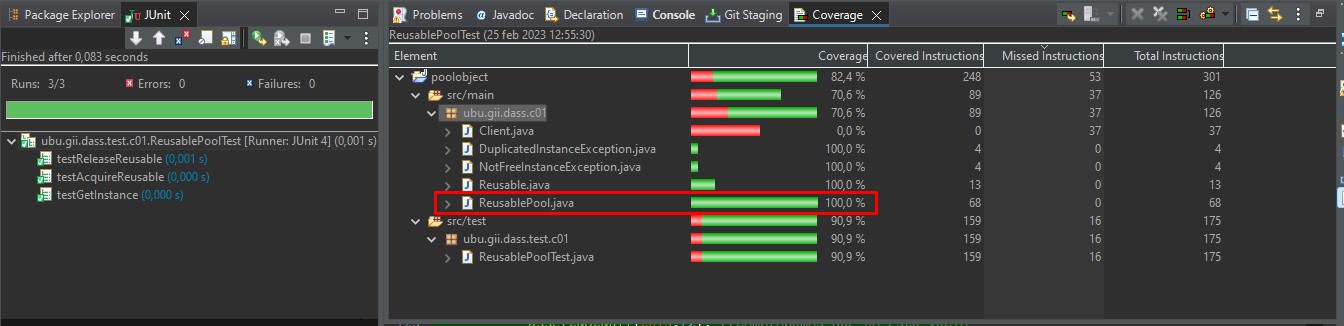 Package Explorer JUnit
Finished after 0,083 seconds
Runs: 3/3 Errors: 0 Failures: 0
ubu.gii.dass.test.c01.ReusablePoolTest [Runner: JUnit 4] (0,001 s)
testReleaseReusable (0,001 s)
testAcquireReusable (0,000 s)
testGetInstance (0,000 s)
Problems Javadoc Declaration Console Git Staging Coverage
ReusablePoolTest (25 feb 2023 12:55:30)
Element Coverage Covered Instructions Missed Instructions Total Instructions
poolobject 82,4 % 248 53 301
src/main 70,6 % 89 37 126
ubu.gii.dass.c01 70,6 % 89 37 126
Client.java 0,0 % 0 37 37
DuplicatedInstanceException.java 100,0 % 4 0 4
NotFreeInstanceException.java 100,0 % 4 0 4
Reusable.java 100,0 % 13 0 13
ReusablePool.java 100,0 % 68 0 68
src/test 90,9 % 159 16 175
ubu.gii.dass.test.c01 90,9 % 159 16 175
ReusablePoolTest.java 90,9 % 159 16 175